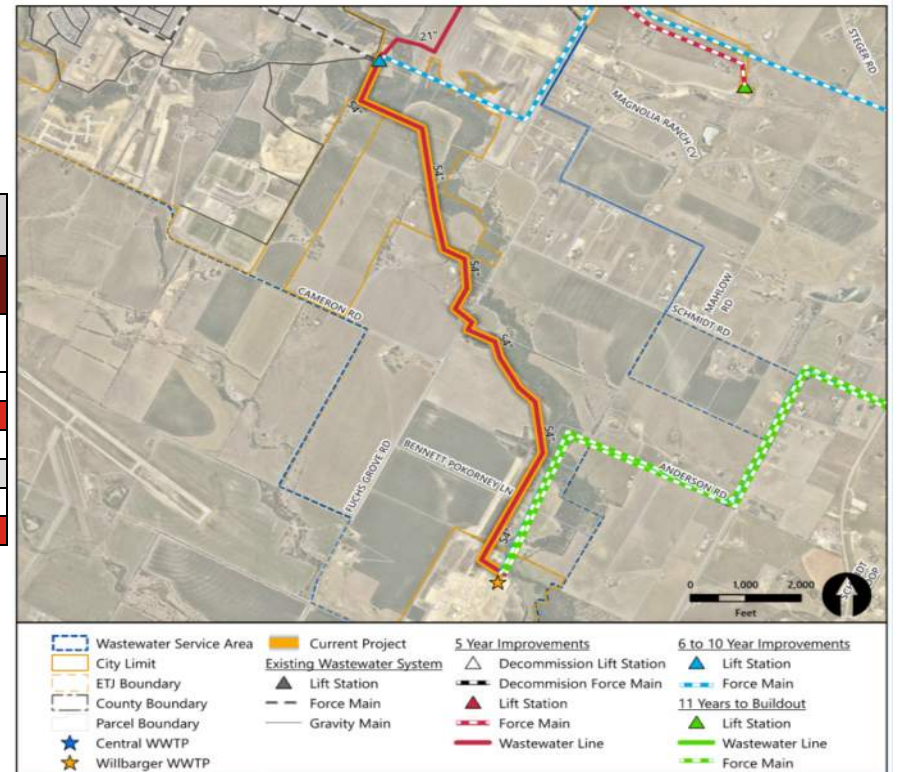 21"
STEGER RD
54"
MAGNOLIA RANCH CV
54"
54"
CAMERON RD
MAHLOW RD
SCHMIDT RD
54"
54"
FUCHS GROVE RD
BENNETT POKORNEY LN
ANDERSON RD
54"
0 1,000 2,000
Feet
Wastewater Service Area
City Limit
ETJ Boundary
County Boundary
Parcel Boundary
Central WWTP
Willbarger WWTP
Current Project
Existing Wastewater System
Lift Station
Force Main
Gravity Main
5 Year Improvements
Decommission Lift Station
Decommision Force Main
Lift Station
Force Main
Wastewater Line
6 to 10 Year Improvements
Lift Station
Force Main
11 Years to Buildout
Lift Station
Wastewater Line
Force Main